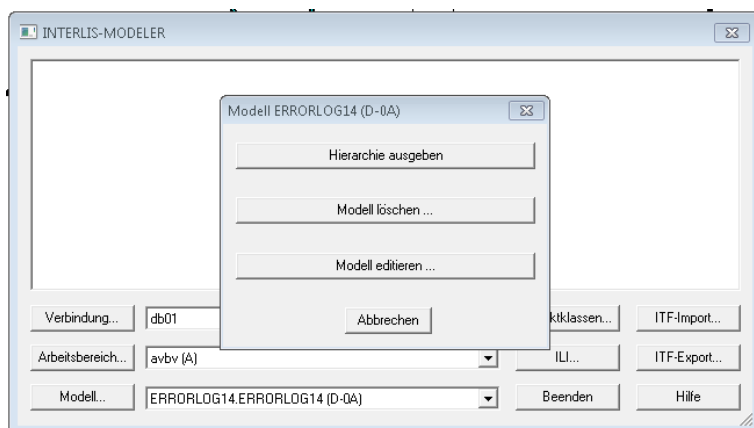 INTERLIS-MODELER
Modell ERRORLOG14 (D-0A)
Hierarchie ausgeben
Modell löschen ...
Modell editieren ...
Abbrechen
Verbindung... db01 ktklassen... ITF-Import...
Arbeitsbereich... avbv (A) ILI... ITF-Export...
Modell... ERRORLOG14.ERRORLOG14 (D-0A) Beenden Hilfe